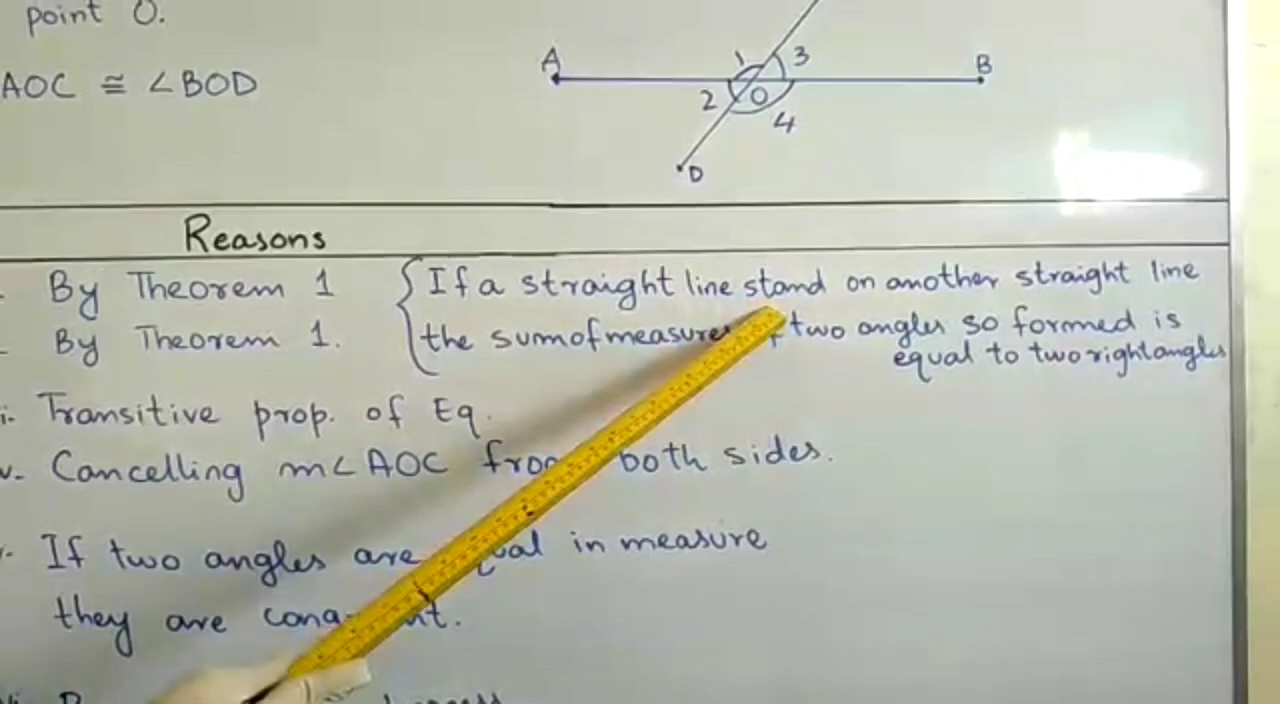 point O.
AOC ≅ ∠BOD
A
1
3
B
2
O
4
D
Reasons
By Theorem 1
{ If a straight line stand on another straight line
By Theorem 1.
the sum of measures two angles so formed is
equal to two right angles
i. Transitive prop. of Eq.
v. Cancelling m∠AOC both sides.
If two angles are in measure
they are